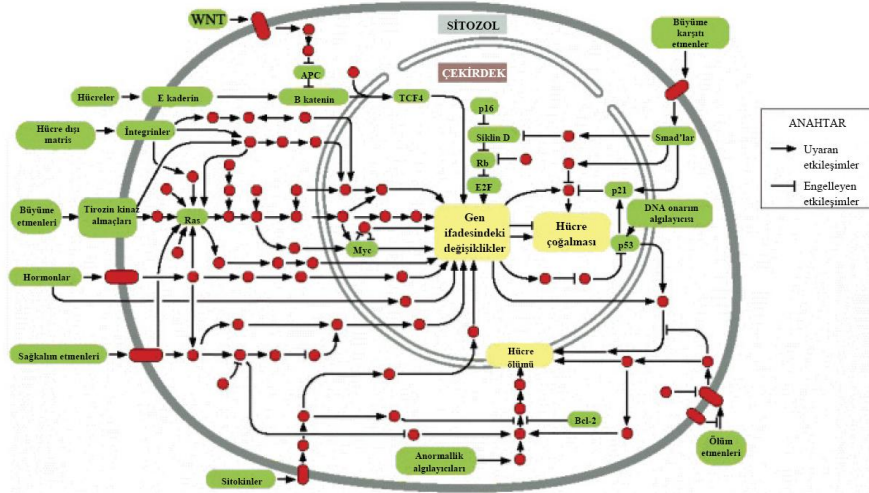 WNT
SİTOZOL
ÇEKİRDEK
Büyüme
karşıtı
etmenler
APC
Hücreler
E kaderin
B katenin
TCF4
p16
Hücre dışı
matris
İntegrinler
Siklin D
Smad'lar
Rb
E2F
p21
Büyüme
etmenleri
Tirozin kinaz
almaçları
Ras
Myc
Gen
ifadesindeki
değişiklikler
Hücre
çoğalması
DNA onarım
algılayıcısı
p53
Hormonlar
Sağkalım etmenleri
Hücre
ölümü
Bcl-2
Anormallik
algılayıcıları
Sitokinler
Ölüm
etmenleri
ANAHTAR
Uyaran
etkileşimler
Engelleyen
etkileşimler